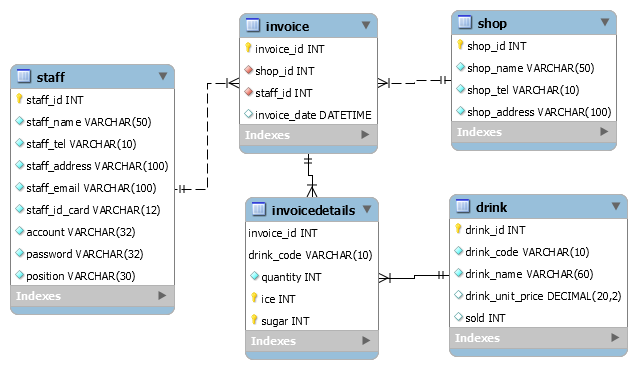 staff
staff_id INT
staff_name VARCHAR(50)
staff_tel VARCHAR(10)
staff_address VARCHAR(100)
staff_email VARCHAR(100)
staff_id_card VARCHAR(12)
account VARCHAR(32)
password VARCHAR(32)
position VARCHAR(30)
Indexes
invoice
invoice_id INT
shop_id INT
staff_id INT
invoice_date DATETIME
Indexes
shop
shop_id INT
shop_name VARCHAR(50)
shop_tel VARCHAR(10)
shop_address VARCHAR(100)
Indexes
invoicedetails
invoice_id INT
drink_code VARCHAR(10)
quantity INT
ice INT
sugar INT
Indexes
drink
drink_id INT
drink_code VARCHAR(10)
drink_name VARCHAR(60)
drink_unit_price DECIMAL(20,2)
sold INT
Indexes